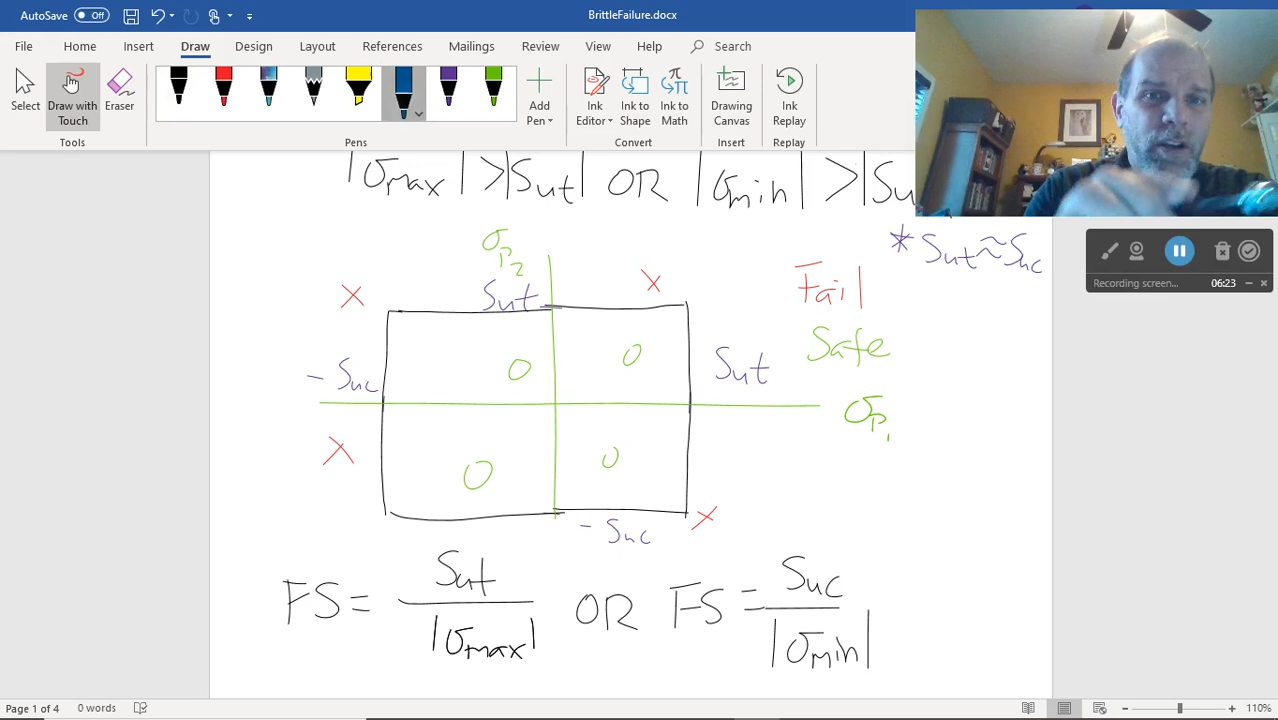 AutoSave Off BrittleFailure.docx
File Home Insert Draw Design Layout References Mailings Review View Help Search
Select Draw with Touch Eraser Add Pen Ink Editor Ink to Shape Ink to Math Drawing Canvas Ink Replay
Tools Pens Convert Insert Replay
|σmax| > |Sut| OR |σmin| > |Su
* Sut ≈ Suc
σP2
X X Fail
Sut
O O Safe
- Suc Sut
σP1
X O O
- Suc X
FS = Sut / |σmax| OR FS = Suc / |σmin|
Recording screen... 06:23
Page 1 of 4 0 words 110%